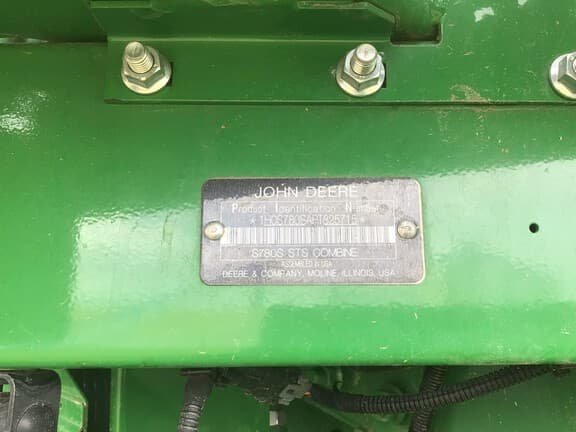 JOHN DEERE
Product Identification Number
* 1H0S780SAPT825715 *
S780S STS COMBINE
ASSEMBLED IN USA
DEERE & COMPANY, MOLINE, ILLINOIS, USA